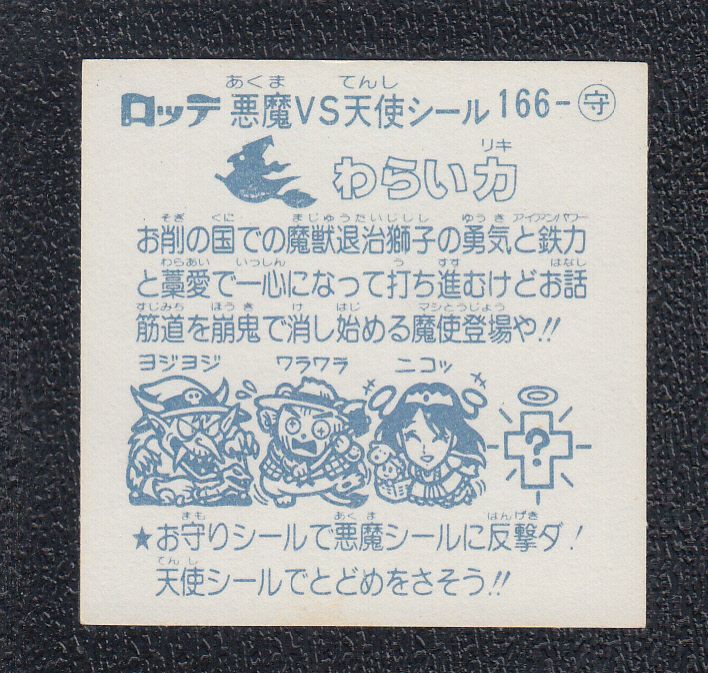 あくま てんし
ロッテ 悪魔VS天使シール 166-守
リキ
わらい力
そぎ くに まじゅうたいじしし ゆうき アイアンパワー
お削の国での魔獣退治獅子の勇気と鉄力
わらあい いっしん う すす はなし
と藁愛で一心になって打ち進むけどお話
すじみち ほうき け はじ マシとうじょう
筋道を崩鬼で消し始める魔使登場や!!
ヨジヨジ ワラワラ ニコッ
?
まも あくま はんげき
★お守りシールで悪魔シールに反撃ダ!
てんし
天使シールでとどめをさそう!!